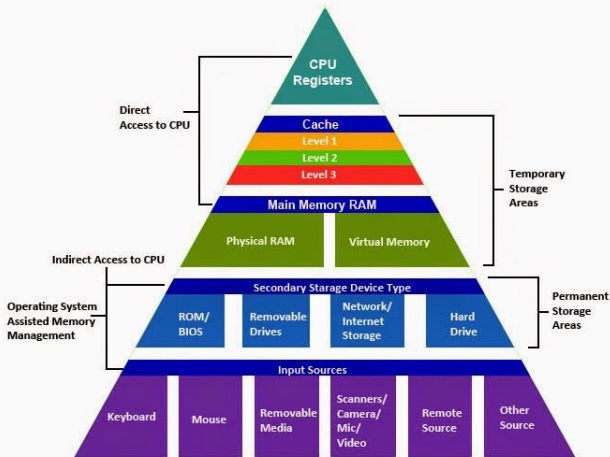 CPU
Registers
Direct
Access to CPU
Cache
Level 1
Level 2
Level 3
Temporary
Storage
Areas
Main Memory RAM
Physical RAM
Virtual Memory
Indirect Access to CPU
Secondary Storage Device Type
Operating System
Assisted Memory
Management
ROM/
BIOS
Removable
Drives
Network/
Internet
Storage
Hard
Drive
Permanent
Storage
Areas
Input Sources
Keyboard
Mouse
Removable
Media
Scanners/
Camera/
Mic/
Video
Remote
Source
Other
Source